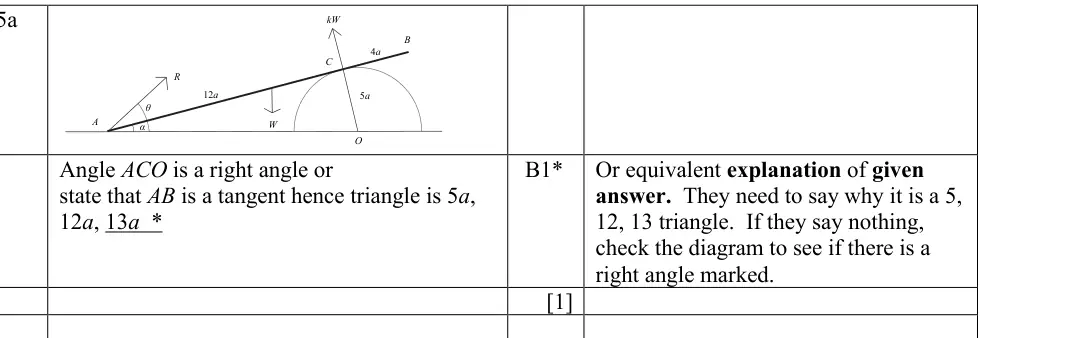 5a
kW
B
4a
C
R
12a
5a
θ
A
α
W
O
Angle ACO is a right angle or
state that AB is a tangent hence triangle is 5a,
12a, 13a *
B1*
Or equivalent explanation of given
answer. They need to say why it is a 5,
12, 13 triangle. If they say nothing,
check the diagram to see if there is a
right angle marked.
[1]